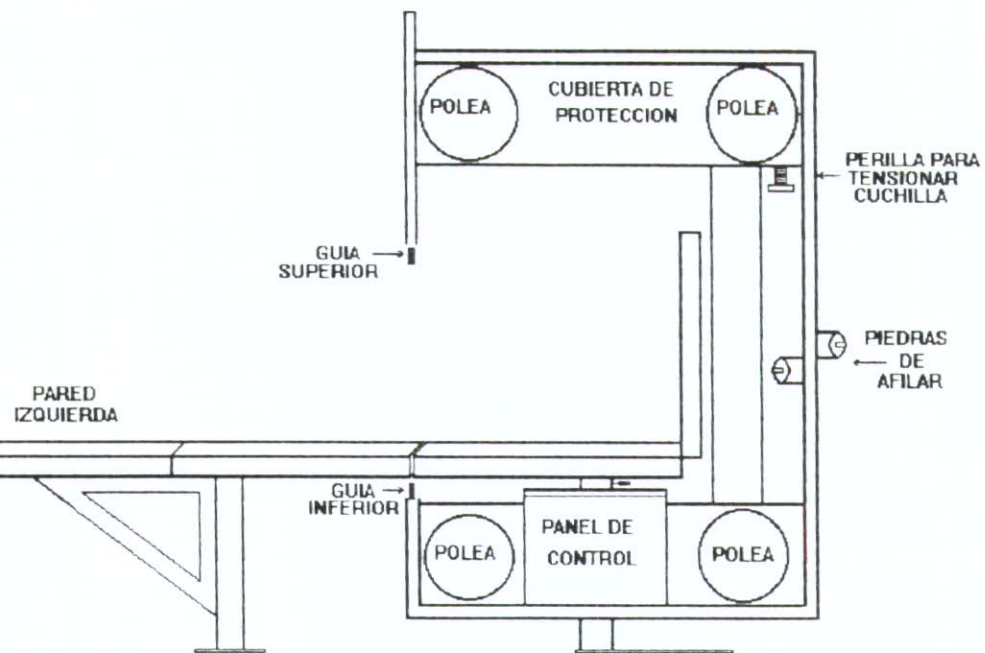 POLEA
CUBIERTA DE
PROTECCION
POLEA
PERILLA PARA
TENSIONAR
CUCHILLA
GUIA
SUPERIOR
PIEDRAS
DE
AFILAR
PARED
IZQUIERDA
GUIA
INFERIOR
POLEA
PANEL DE
CONTROL
POLEA